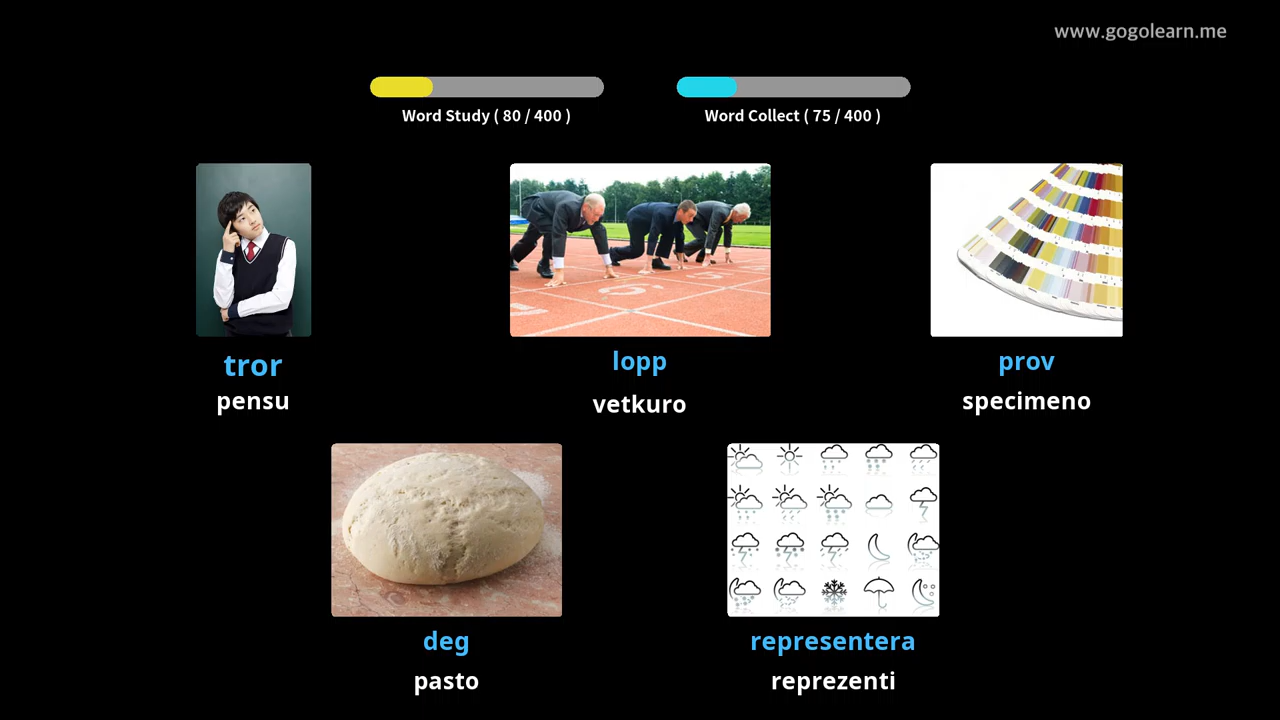 www.gogolearn.me
Word Study ( 80 / 400 )
Word Collect ( 75 / 400 )
tror
pensu
lopp
vetkuro
prov
specimeno
deg
pasto
representera
reprezenti